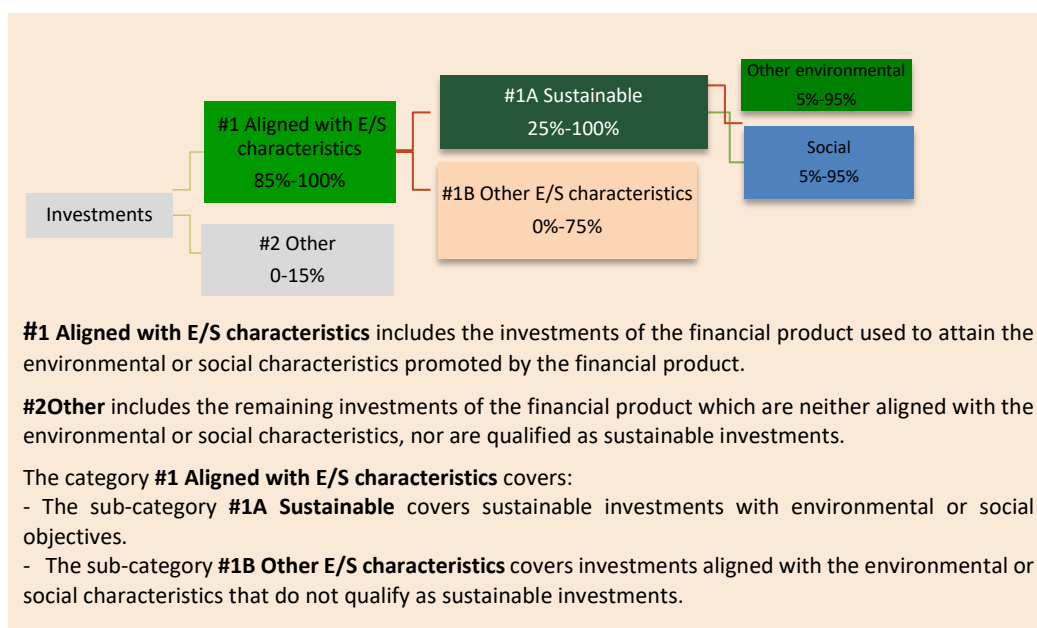 Other environmental
5%-95%
#1A Sustainable
25%-100%
#1 Aligned with E/S
characteristics
85%-100%
Social
5%-95%
#1B Other E/S characteristics
0%-75%
Investments
#2 Other
0-15%
#1 Aligned with E/S characteristics includes the investments of the financial product used to attain the
environmental or social characteristics promoted by the financial product.
#2Other includes the remaining investments of the financial product which are neither aligned with the
environmental or social characteristics, nor are qualified as sustainable investments.
The category #1 Aligned with E/S characteristics covers:
- The sub-category #1A Sustainable covers sustainable investments with environmental or social
objectives.
- The sub-category #1B Other E/S characteristics covers investments aligned with the environmental or
social characteristics that do not qualify as sustainable investments.